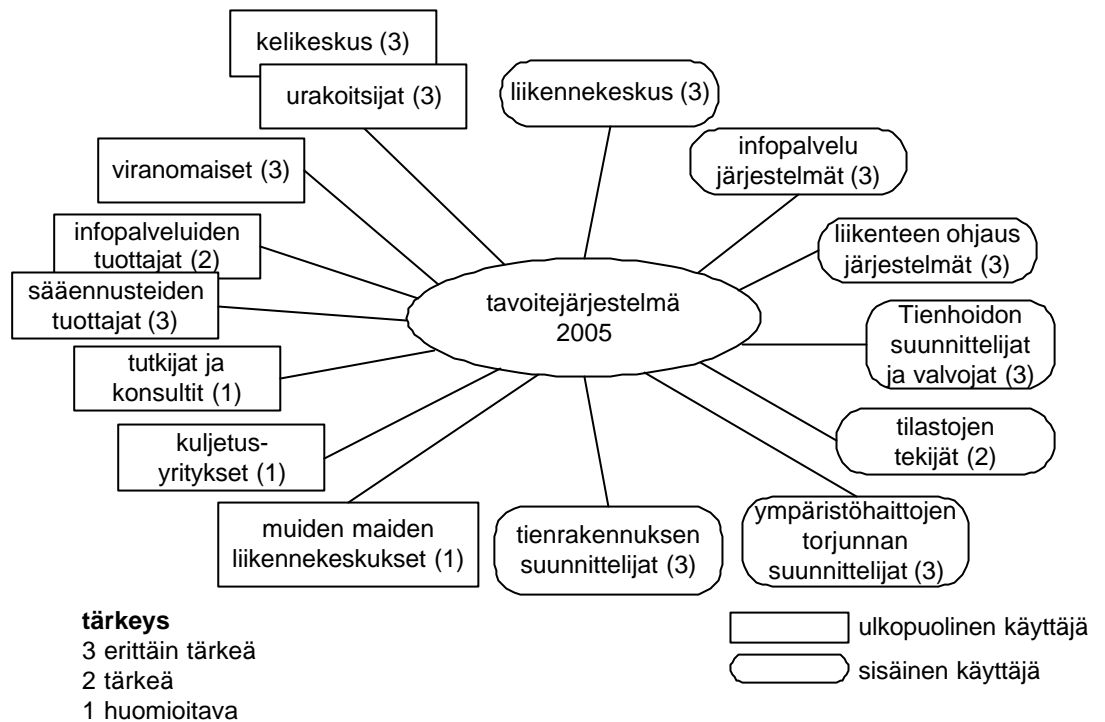 kelikeskus (3)
urakoitsijat (3)
liikennekeskus (3)
viranomaiset (3)
infopalvelu
järjestelmät (3)
infopalveluiden
tuottajat (2)
liikenteen ohjaus
järjestelmät (3)
sääennusteiden
tuottajat (3)
tavoitejärjestelmä
2005
Tienhoidon
suunnittelijat
ja valvojat (3)
tutkijat ja
konsultit (1)
tilastojen
tekijät (2)
kuljetus-
yritykset (1)
muiden maiden
liikennekeskukset (1)
tienrakennuksen
suunnittelijat (3)
ympäristöhaittojen
torjunnan
suunnittelijat (3)
tärkeys
3 erittäin tärkeä
2 tärkeä
1 huomioitava
ulkopuolinen käyttäjä
sisäinen käyttäjä